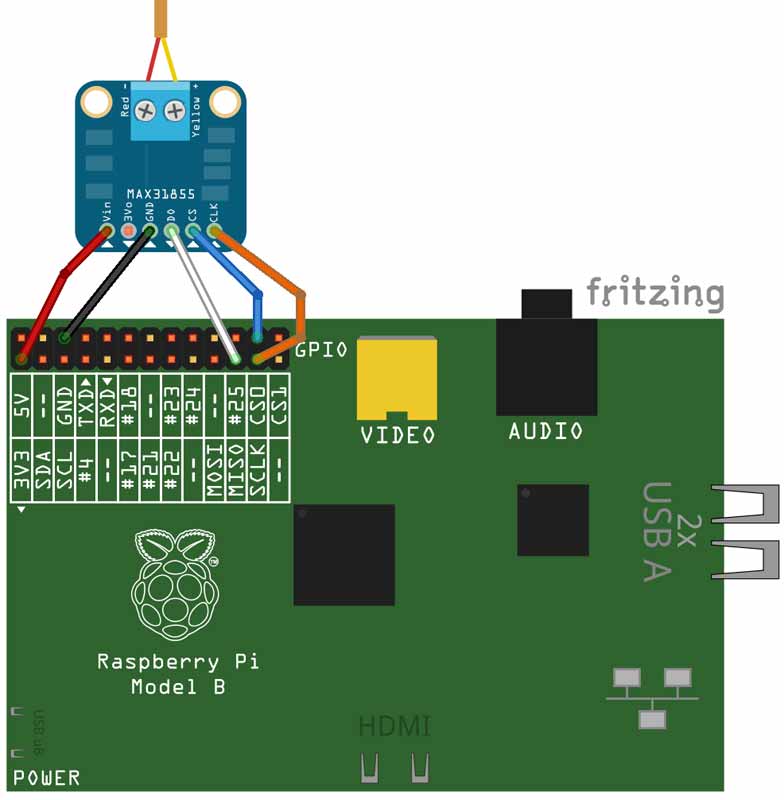 Red -
Yellow +
MAX31855
Vin
3Vo
GND
DO
CS
CLK
fritzing
GPIO
5V -- GND TXD RXD #18 -- #23 #24 -- #25 CS0 CS1
3V3 SDA SCL #4 -- #17 #21 #22 -- MOSI MISO SCLK --
VIDEO
AUDIO
2x
USB A
TM
Raspberry Pi
Model B
USB uB
HDMI
POWER